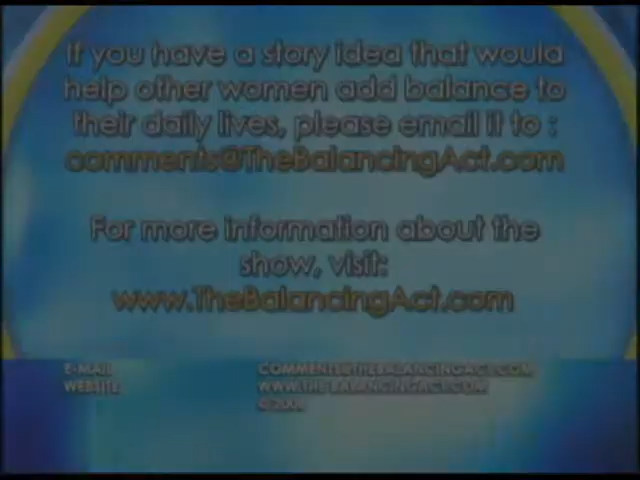 If you have a story idea that would
help other women add balance to
their daily lives, please email it to :
comments@TheBalancingAct.com
For more information about the
show, visit:
www.TheBalancingAct.com
E-MAIL COMMENTS@THEBALANCINGACT.COM
WEBSITE WWW.THEBALANCINGACT.COM